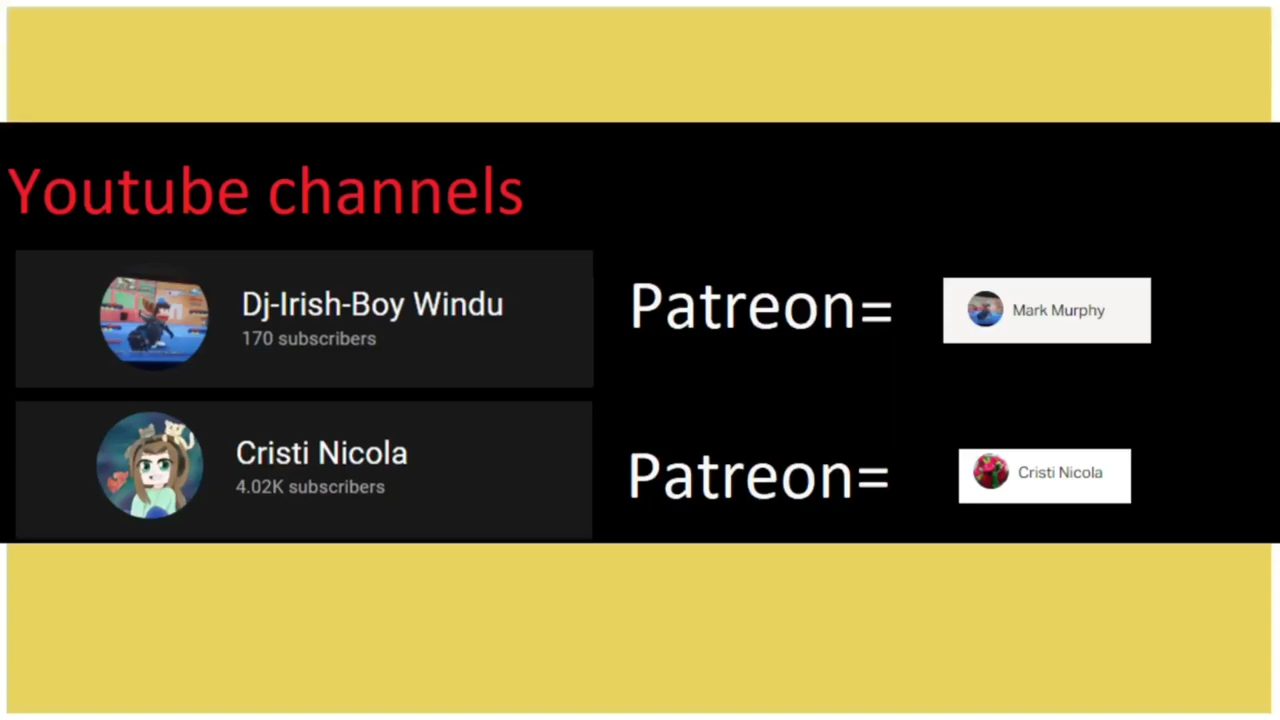 Youtube channels
Dj-Irish-Boy Windu
170 subscribers
Patreon=
Mark Murphy
Cristi Nicola
4.02K subscribers
Patreon=
Cristi Nicola